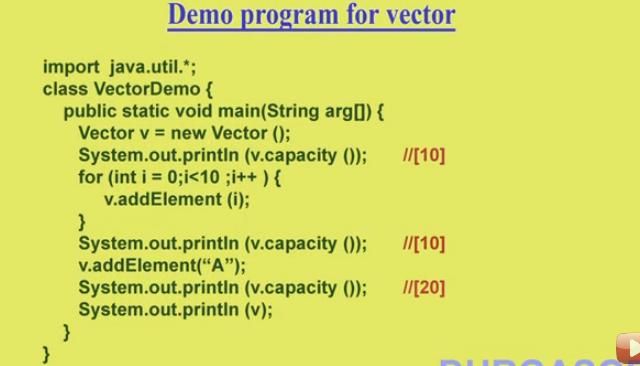 Demo program for vector
import java.util.*;
class VectorDemo {
public static void main(String arg[]) {
Vector v = new Vector ();
System.out.println (v.capacity ()); //[10]
for (int i = 0;i<10 ;i++ ) {
v.addElement (i);
}
System.out.println (v.capacity ()); //[10]
v.addElement(“A”);
System.out.println (v.capacity ()); //[20]
System.out.println (v);
}
}